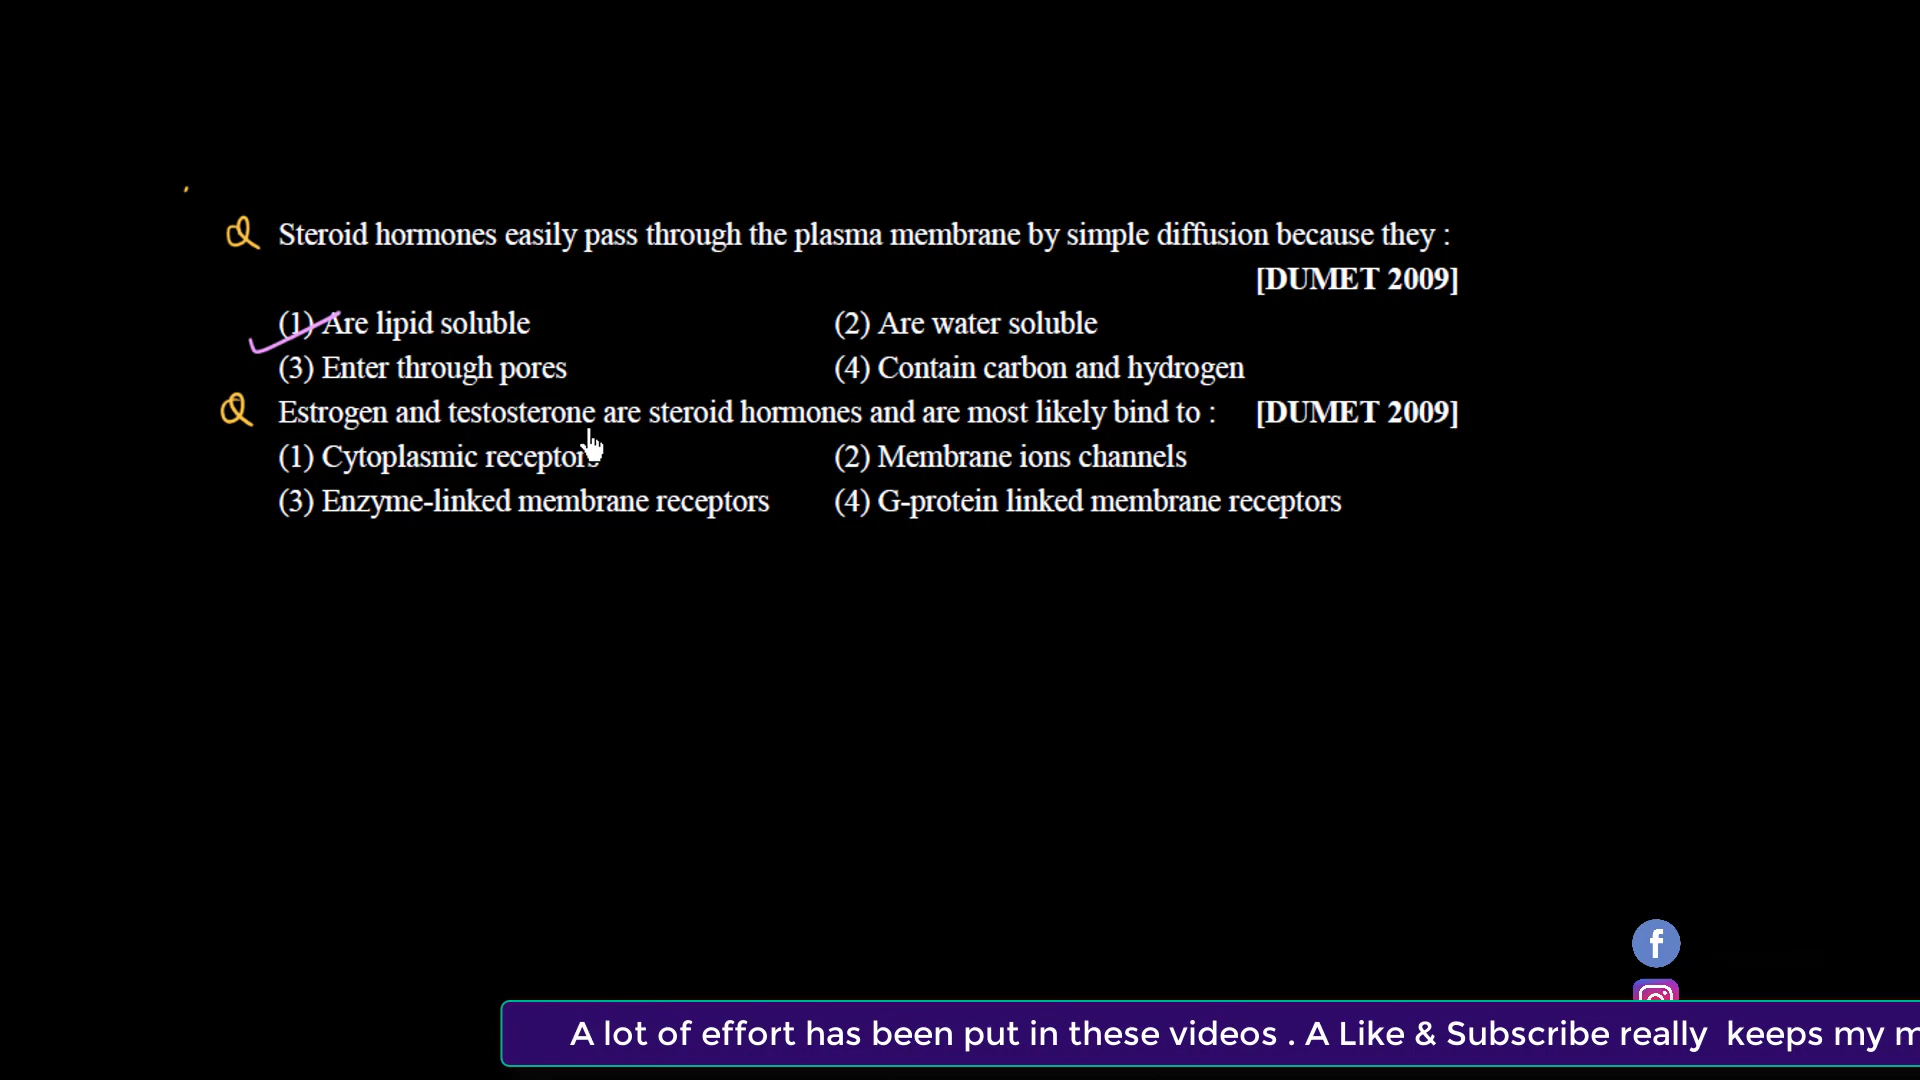 Q Steroid hormones easily pass through the plasma membrane by simple diffusion because they :
[DUMET 2009]
(1) Are lipid soluble (2) Are water soluble
(3) Enter through pores (4) Contain carbon and hydrogen
Q Estrogen and testosterone are steroid hormones and are most likely bind to : [DUMET 2009]
(1) Cytoplasmic receptors (2) Membrane ions channels
(3) Enzyme-linked membrane receptors (4) G-protein linked membrane receptors
f
A lot of effort has been put in these videos . A Like & Subscribe really keeps my